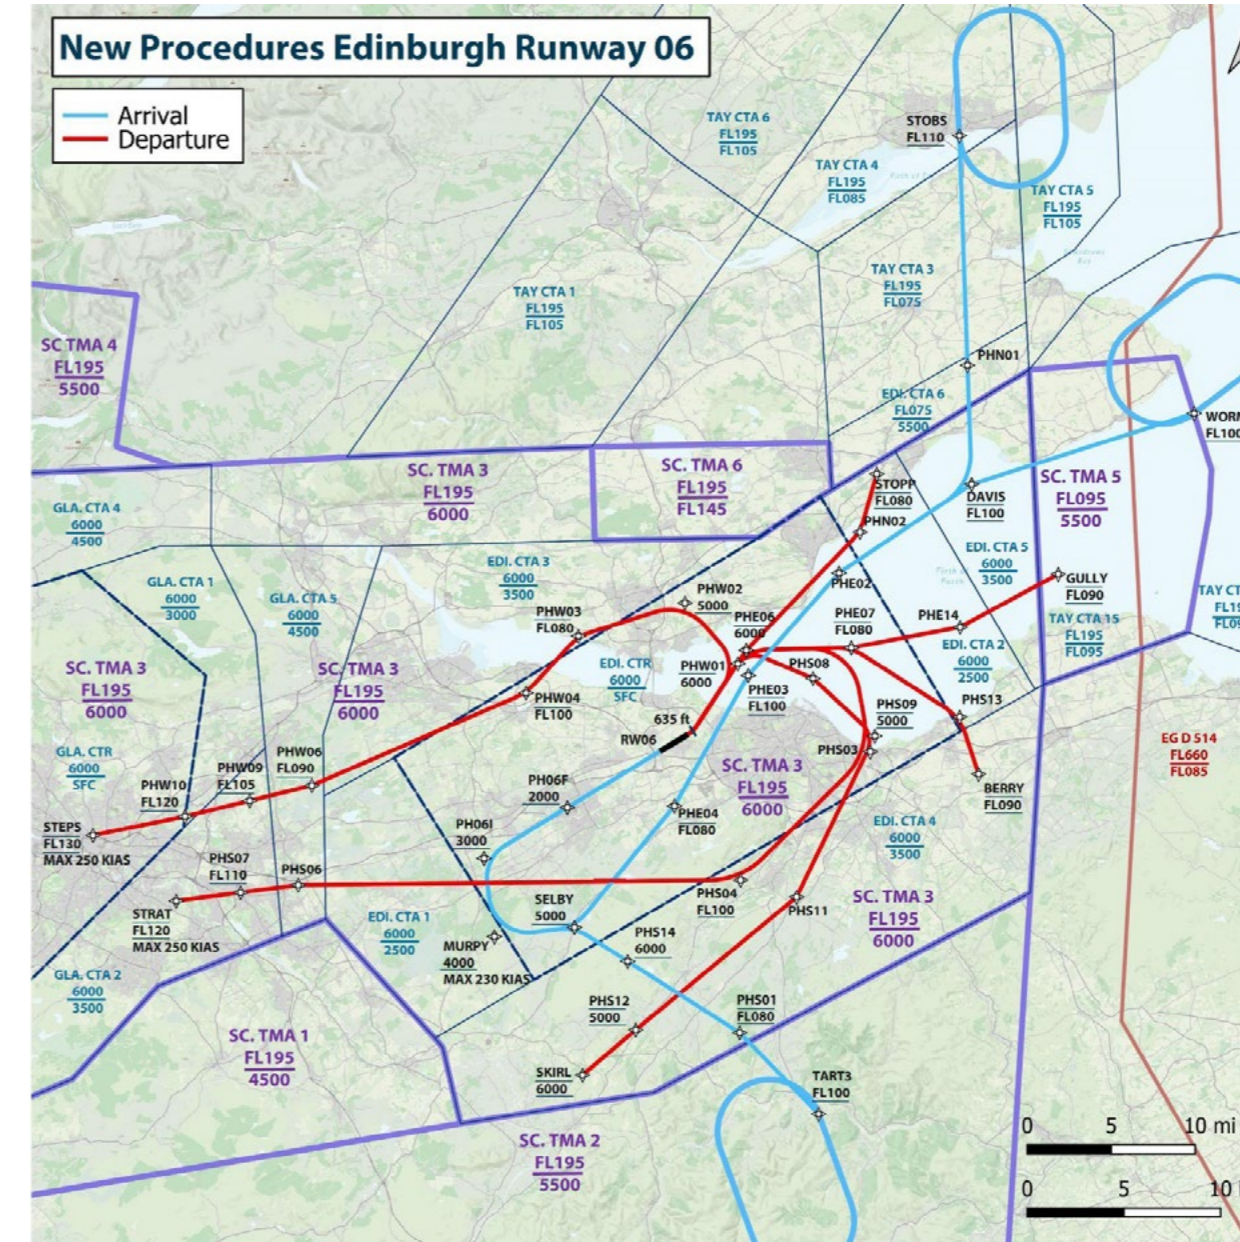 New Procedures Edinburgh Runway 06
Arrival
Departure
STOBS
FL110
TAY CTA 6
FL195
FL105
TAY CTA 4
FL195
FL085
TAY CTA 5
FL195
FL105
TAY CTA 3
FL195
FL075
TAY CTA 1
FL195
FL105
SC TMA 4
FL195
5500
PHN01
EDI. CTA 6
FL075
5500
WORM
FL100
SC. TMA 3
FL195
6000
SC. TMA 6
FL195
FL145
STOPP
FL080
DAVIS
FL100
SC. TMA 5
FL095
5500
GLA. CTA 4
6000
4500
PHN02
EDI. CTA 3
6000
3500
EDI. CTA 5
6000
3500
Firth of
Forth
GLA. CTA 1
6000
3000
GLA. CTA 5
6000
4500
PHW03
FL080
PHW02
5000
PHE02
GULLY
FL090
PHE06
6000
PHE07
FL080
PHE14
TAY CTA 15
FL195
FL095
TAY CT
FL19
FL09
SC. TMA 3
FL195
6000
SC. TMA 3
FL195
6000
EDI. CTR
6000
SFC
PHW01
6000
PHS08
EDI. CTA 2
6000
2500
PHW04
FL100
PHE03
FL100
PHS09
5000
PHS13
635 ft
RW06
PHS03
GLA. CTR
6000
SFC
PHW06
FL090
PHW09
FL105
PHW10
FL120
SC. TMA 3
FL195
6000
EG D 514
FL660
FL085
PH06F
2000
BERRY
FL090
STEPS
FL130
MAX 250 KIAS
PHE04
FL080
EDI. CTA 4
6000
3500
PH06I
3000
PHS07
FL110
PHS06
PHS04
FL100
PHS11
SC. TMA 3
FL195
6000
STRAT
FL120
MAX 250 KIAS
EDI. CTA 1
6000
2500
SELBY
5000
PHS14
6000
MURPY
4000
MAX 230 KIAS
GLA. CTA 2
6000
3500
PHS12
5000
PHS01
FL080
SC. TMA 1
FL195
4500
SKIRL
6000
TART3
FL100
SC. TMA 2
FL195
5500
0 5 10 mi
0 5 10